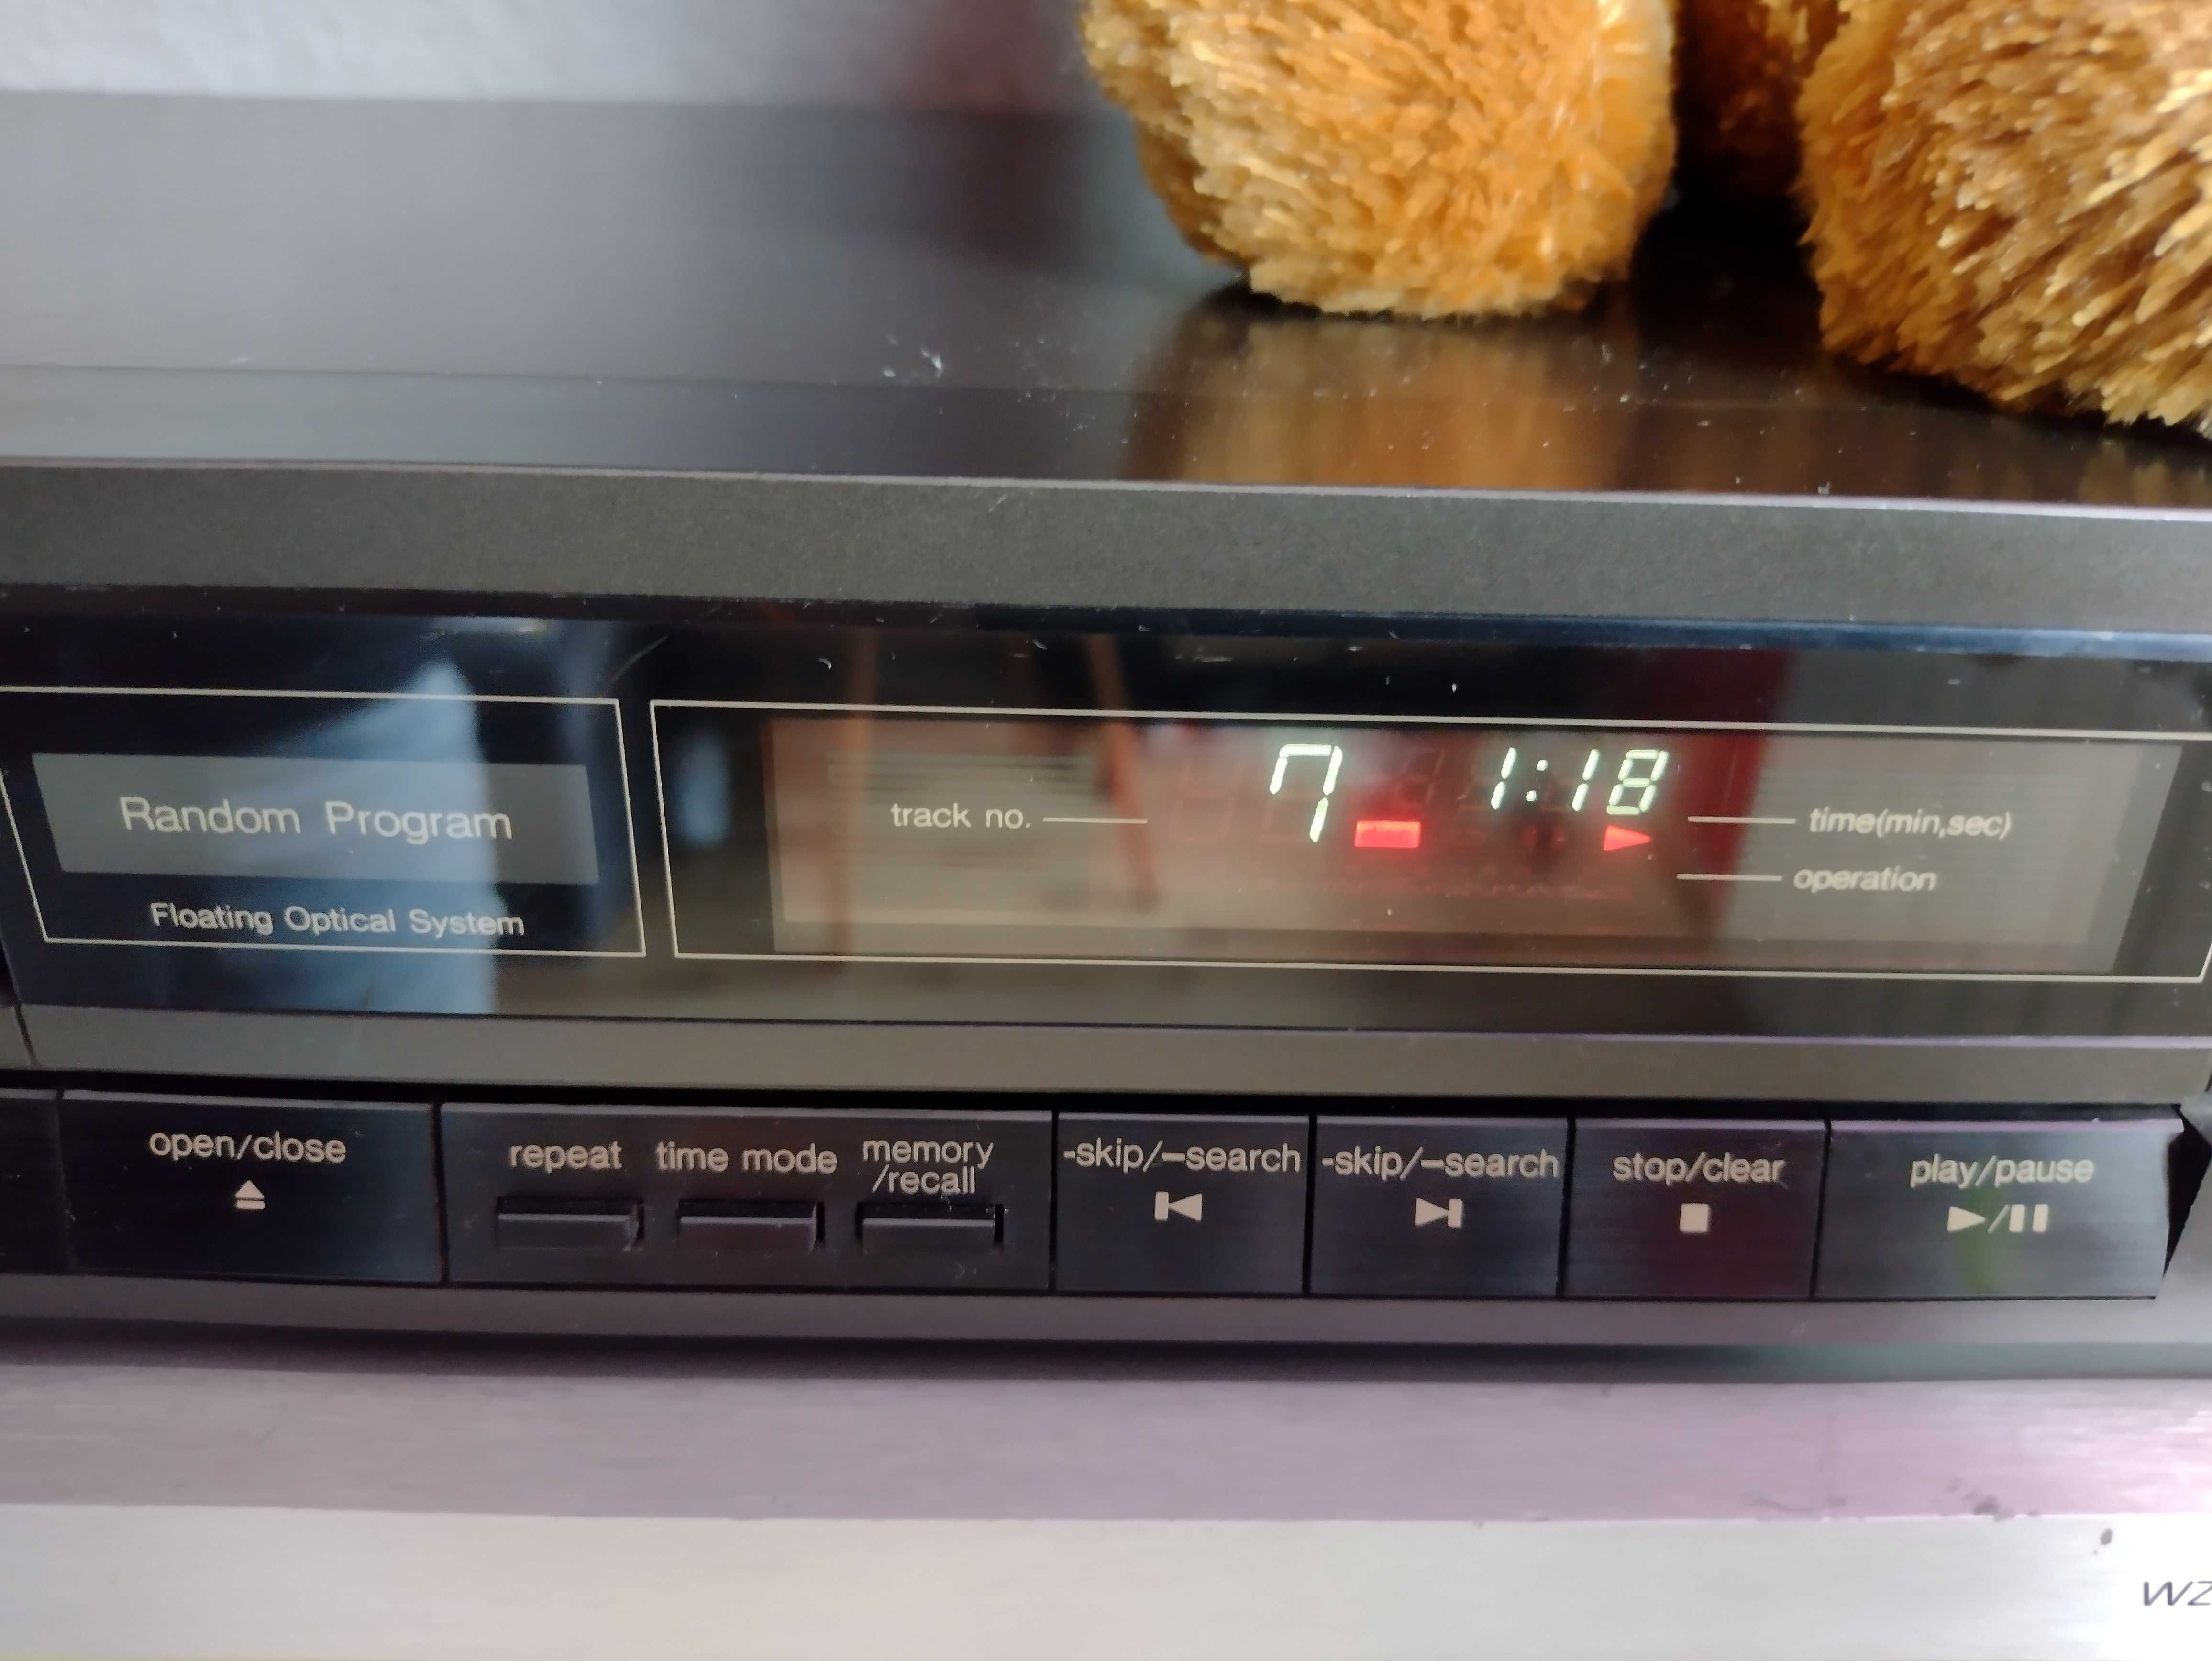 Random Program
Floating Optical System
track no.
7
1:18
time(min,sec)
operation
open/close
repeat
time mode
memory
/recall
-skip/-search
-skip/-search
stop/clear
play/pause